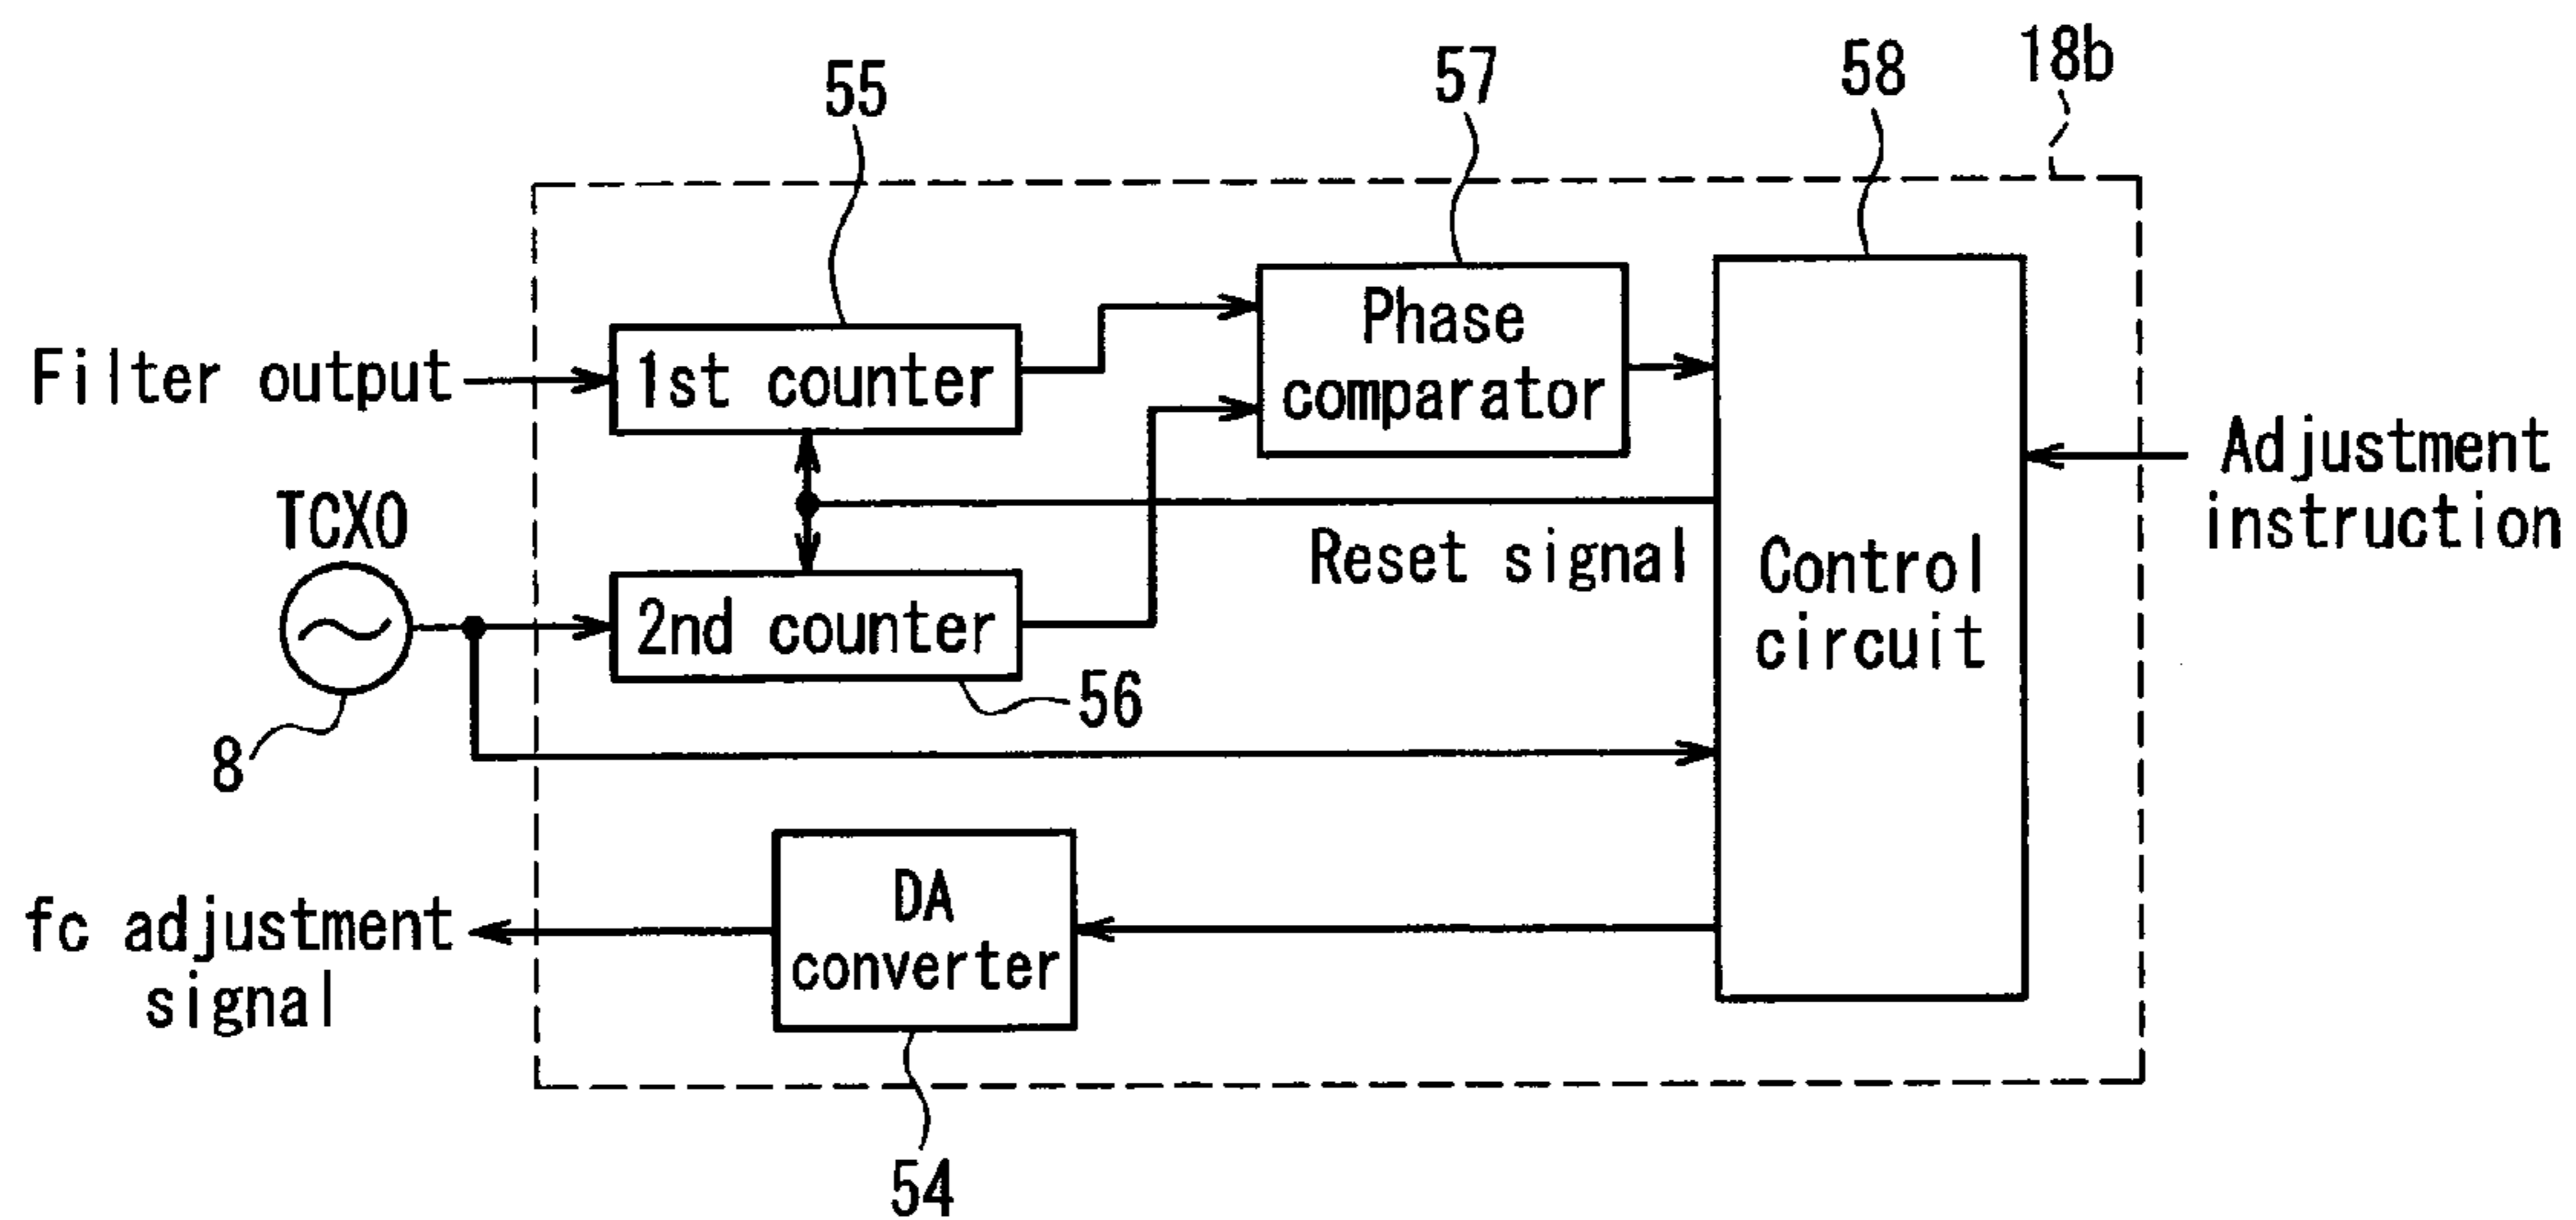 18b
58
57
55
Phase
comparator
Filter output
1st counter
Adjustment
instruction
TCXO
Reset signal
Control
circuit
2nd counter
56
8
DA
converter
fc adjustment
signal
54